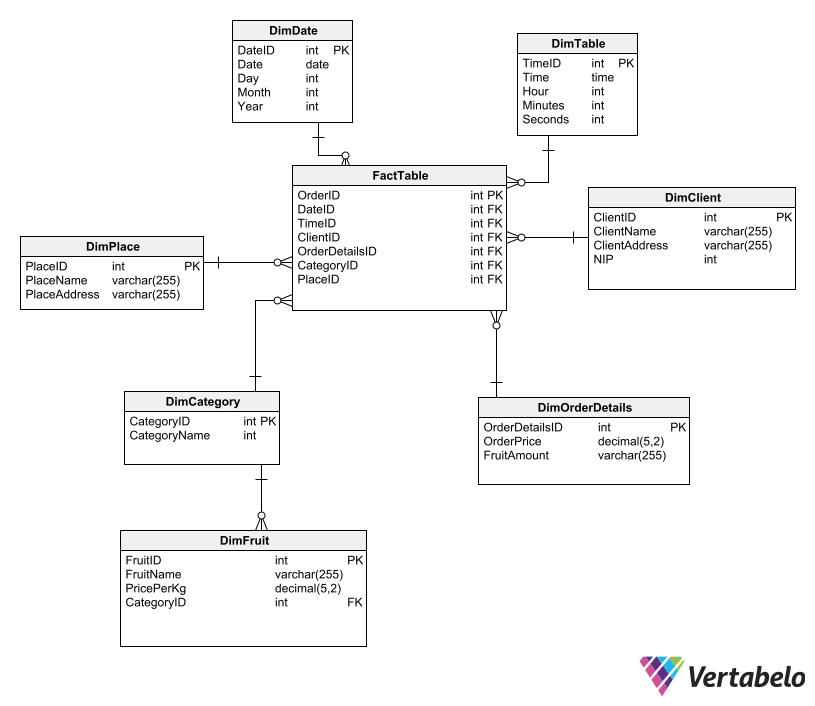 DimDate
DateID int PK
Date date
Day int
Month int
Year int
DimTable
TimeID int PK
Time time
Hour int
Minutes int
Seconds int
FactTable
OrderID int PK
DateID int FK
TimeID int FK
ClientID int FK
OrderDetailsID int FK
CategoryID int FK
PlaceID int FK
DimClient
ClientID int PK
ClientName varchar(255)
ClientAddress varchar(255)
NIP int
DimPlace
PlaceID int PK
PlaceName varchar(255)
PlaceAddress varchar(255)
DimCategory
CategoryID int PK
CategoryName int
DimOrderDetails
OrderDetailsID int PK
OrderPrice decimal(5,2)
FruitAmount varchar(255)
DimFruit
FruitID int PK
FruitName varchar(255)
PricePerKg decimal(5,2)
CategoryID int FK
Vertabelo